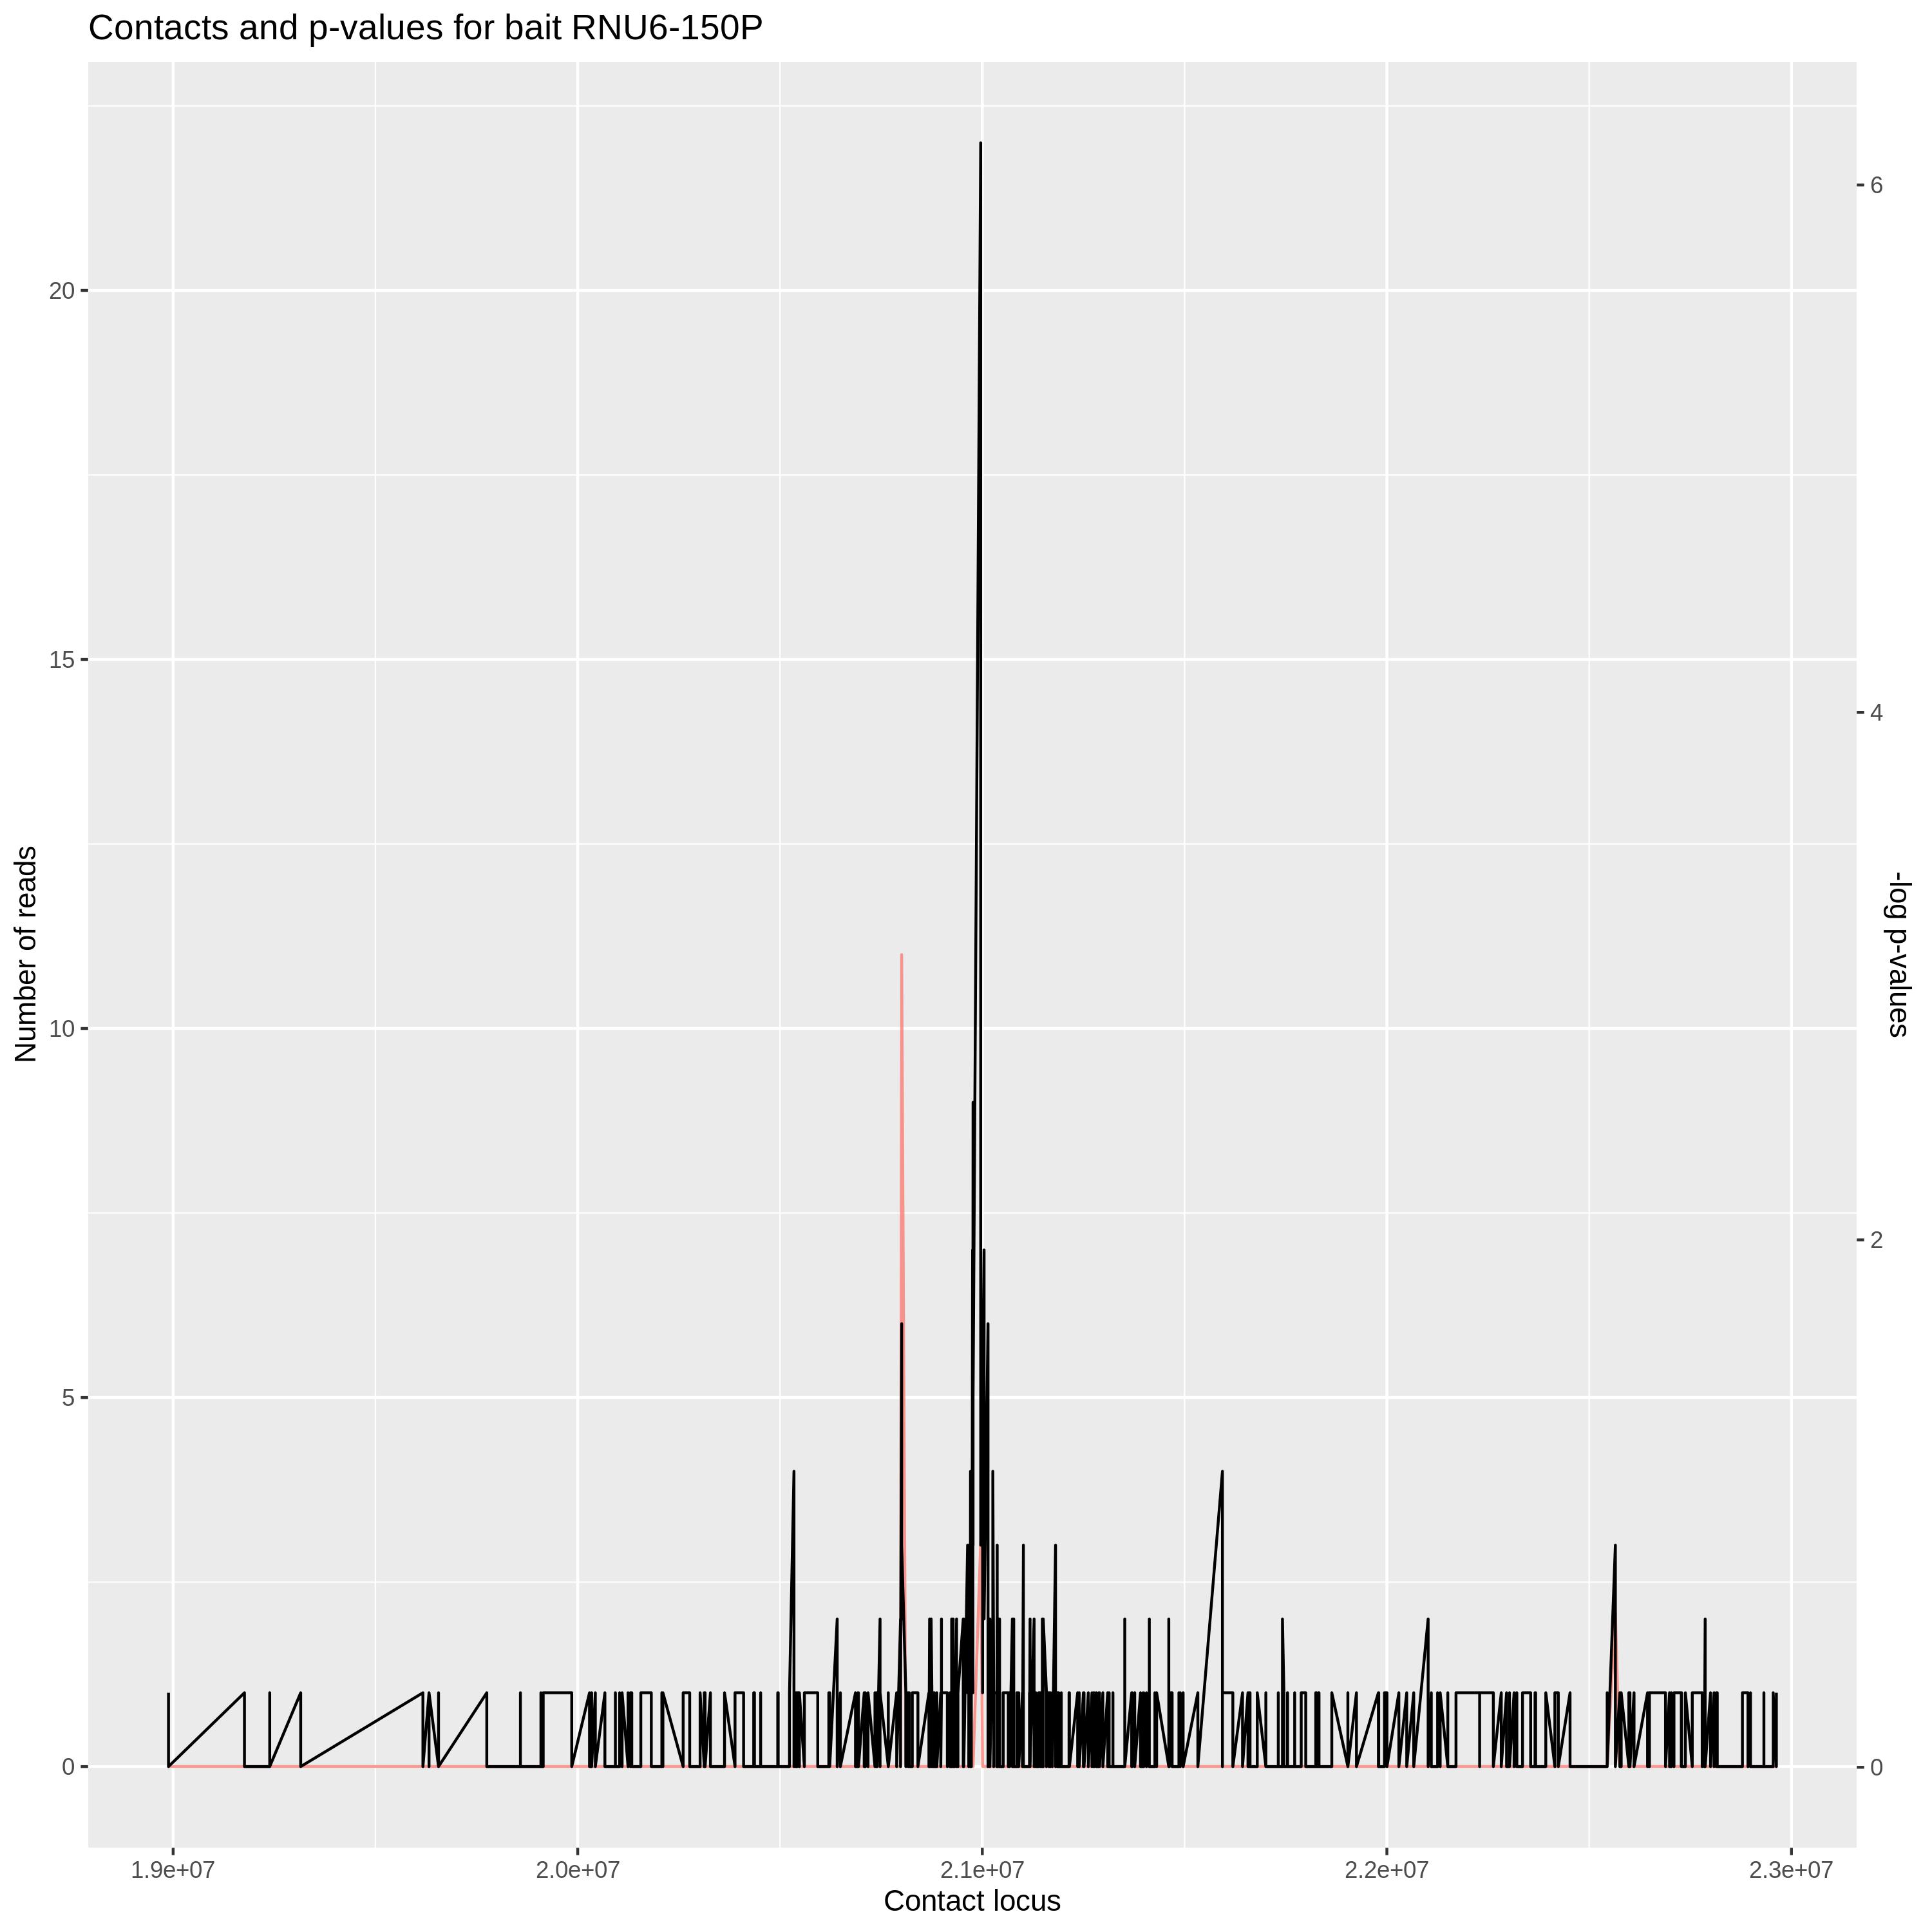 Contacts and p-values for bait RNU6-150P
Number of reads
20
15
10
5
0
6
4
2
0
-log p-values
1.9e+07
2.0e+07
2.1e+07
2.2e+07
2.3e+07
Contact locus